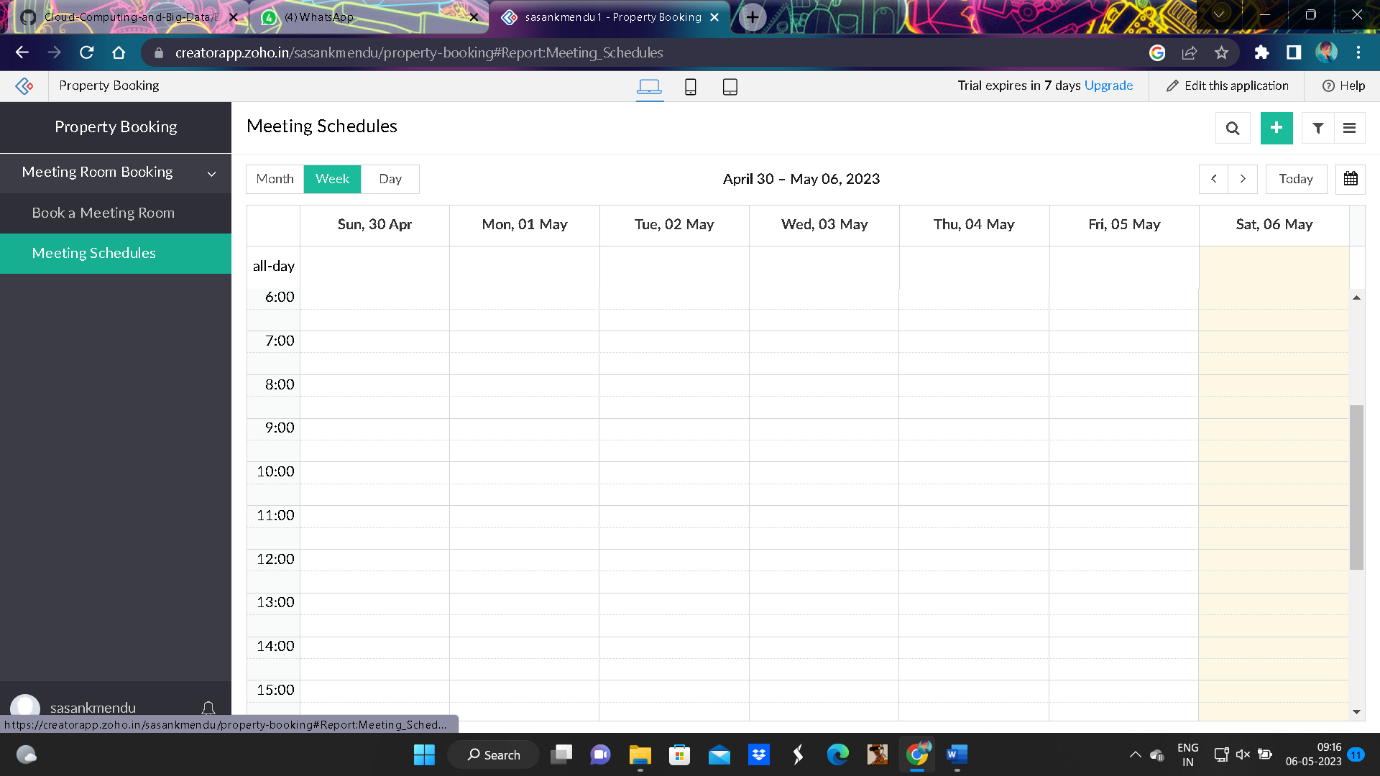 Cloud-Computing-and-Big-Data/
(4) WhatsApp
sasankmendu1 - Property Booking
creatorapp.zoho.in/sasankmendu/property-booking#Report:Meeting_Schedules
Property Booking
Trial expires in 7 days Upgrade
Edit this application
Help
Property Booking
Meeting Room Booking
Book a Meeting Room
Meeting Schedules
sasankmendu
Meeting Schedules
Month
Week
Day
April 30 – May 06, 2023
Today
Sun, 30 Apr
Mon, 01 May
Tue, 02 May
Wed, 03 May
Thu, 04 May
Fri, 05 May
Sat, 06 May
all-day
6:00
7:00
8:00
9:00
10:00
11:00
12:00
13:00
14:00
15:00
https://creatorapp.zoho.in/sasankmendu/property-booking#Report:Meeting_Sched...
Search
ENG
IN
09:16
06-05-2023
11